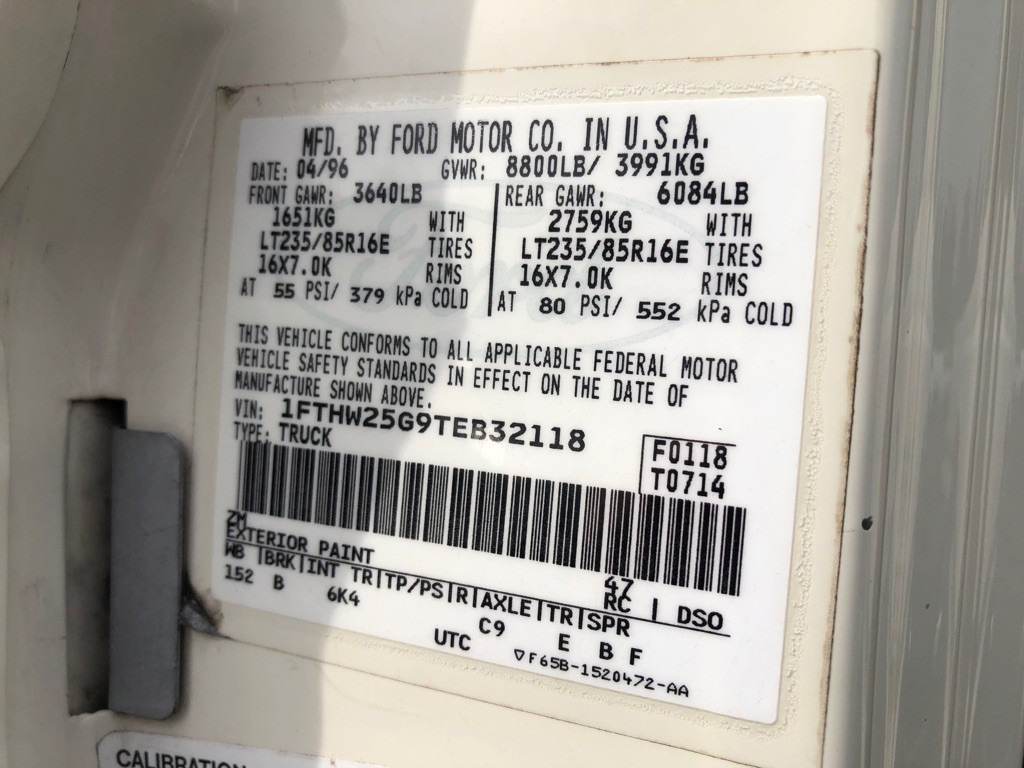 MFD. BY FORD MOTOR CO. IN U.S.A.
DATE: 04/96 GVWR: 8800LB/ 3991KG
FRONT GAWR: 3640LB REAR GAWR: 6084LB
1651KG WITH 2759KG WITH
LT235/85R16E TIRES LT235/85R16E TIRES
16X7.0K RIMS 16X7.0K RIMS
AT 55 PSI/ 379 kPa COLD AT 80 PSI/ 552 kPa COLD
THIS VEHICLE CONFORMS TO ALL APPLICABLE FEDERAL MOTOR
VEHICLE SAFETY STANDARDS IN EFFECT ON THE DATE OF
MANUFACTURE SHOWN ABOVE.
VIN: 1FTHW25G9TEB32118
TYPE: TRUCK
F0118
T0714
ZM
EXTERIOR PAINT 47
WB |BRK|INT TR|TP/PS|R|AXLE|TR|SPR RC | DSO
152 B 6K4 C9 E B F
UTC ▽F65B-1520472-AA
Ford
CALIBRATION